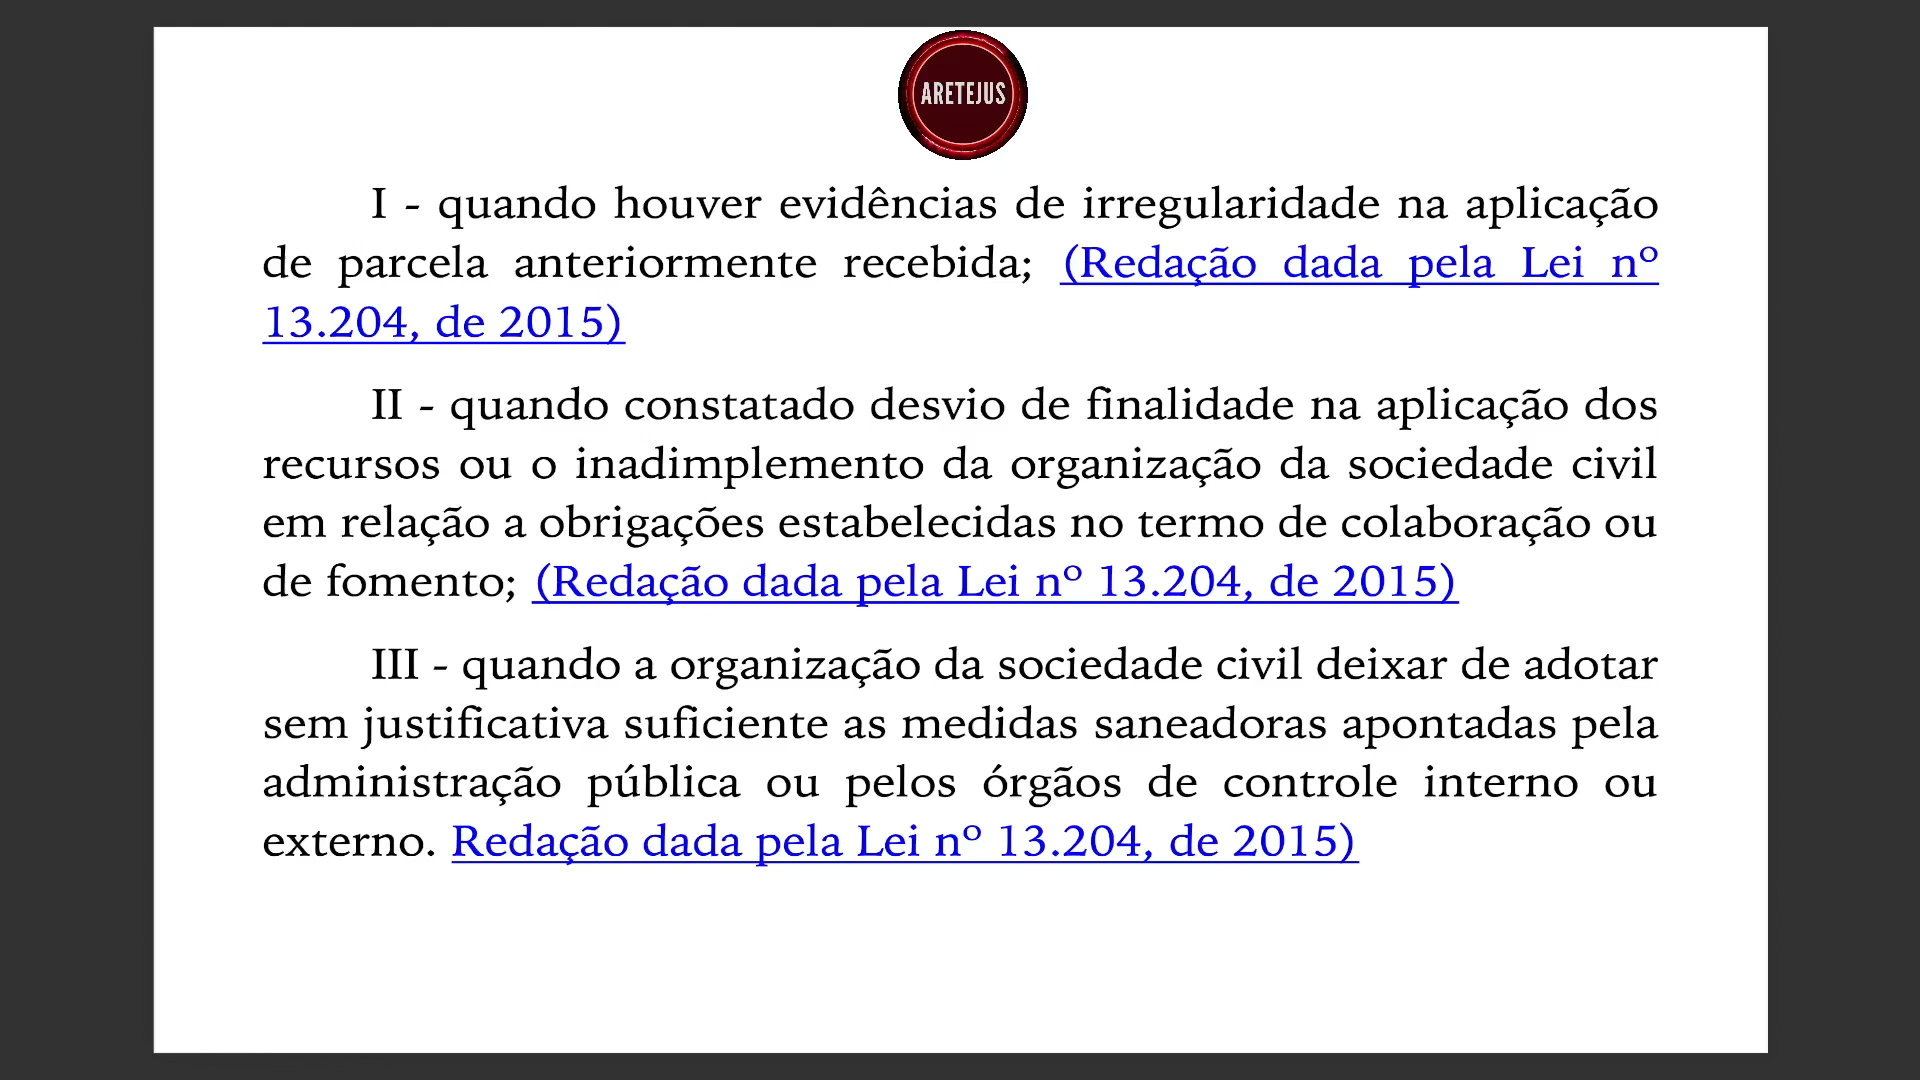 ARETEJUS
I - quando houver evidências de irregularidade na aplicação
de parcela anteriormente recebida; (Redação dada pela Lei nº
13.204, de 2015)
II - quando constatado desvio de finalidade na aplicação dos
recursos ou o inadimplemento da organização da sociedade civil
em relação a obrigações estabelecidas no termo de colaboração ou
de fomento; (Redação dada pela Lei nº 13.204, de 2015)
III - quando a organização da sociedade civil deixar de adotar
sem justificativa suficiente as medidas saneadoras apontadas pela
administração pública ou pelos órgãos de controle interno ou
externo. Redação dada pela Lei nº 13.204, de 2015)